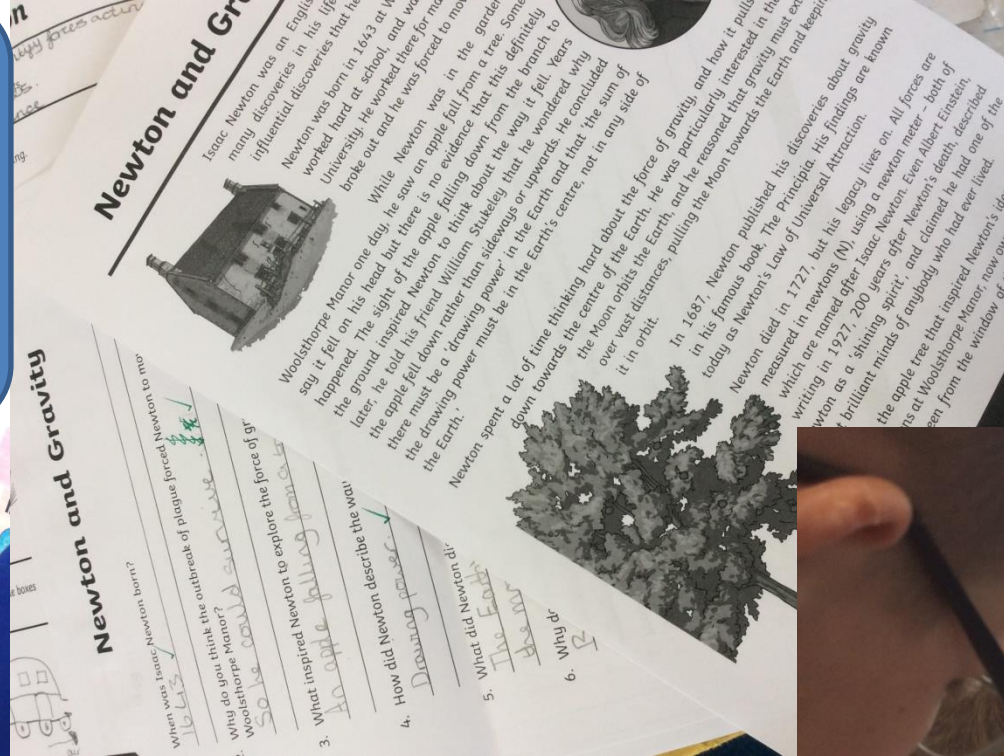 Newton and Gra
Isaac Newton was an English
many discoveries in his life
influential discoveries that he
Newton was born in 1643 at W
worked hard at school, and wa
University. He worked there for ma
broke out and he was forced to mov
While Newton was in the garden
Woolsthorpe Manor one day, he saw an apple fall from a tree. Some
say it fell on his head but there is no evidence that this definitely
happened. The sight of the apple falling down from the branch to
the ground inspired Newton to think about the way it fell. Years
later, he told his friend William Stukeley that he wondered why
the apple fell down rather than sideways or upwards. He concluded
there must be a 'drawing power' in the Earth and that 'the sum of
the drawing power must be in the Earth's centre, not in any side of
the Earth.'
Newton spent a lot of time thinking hard about the force of gravity, and how it pulls
down towards the centre of the Earth. He was particularly interested in the
the Moon orbits the Earth, and he reasoned that gravity must ex
over vast distances, pulling the Moon towards the Earth and keeping
it in orbit.
In 1687, Newton published his discoveries about gravity
in his famous book, The Principia. His findings are known
today as Newton's Law of Universal Attraction.
Newton died in 1727, but his legacy lives on. All forces are
measured in newtons (N), using a newton meter – both of
which are named after Isaac Newton. Even Albert Einstein,
writing in 1927, 200 years after Newton's death, described
wton as a 'shining spirit', and claimed he had one of the
t brilliant minds of anybody who had ever lived.
the apple tree that inspired Newton's
ns at Woolsthorpe Manor, now o
een from the window
Newton and Gravity
When was Isaac Newton born?
1643
Why do you think the outbreak of plague forced Newton to mo
Woolsthorpe Manor?
So he could survive.
3. What inspired Newton to explore the force of gr
An apple falling from a
4. How did Newton describe the way
Drawing power.
5. What did Newton di
The Earth
the m
6. Why d
ng.
e boxes